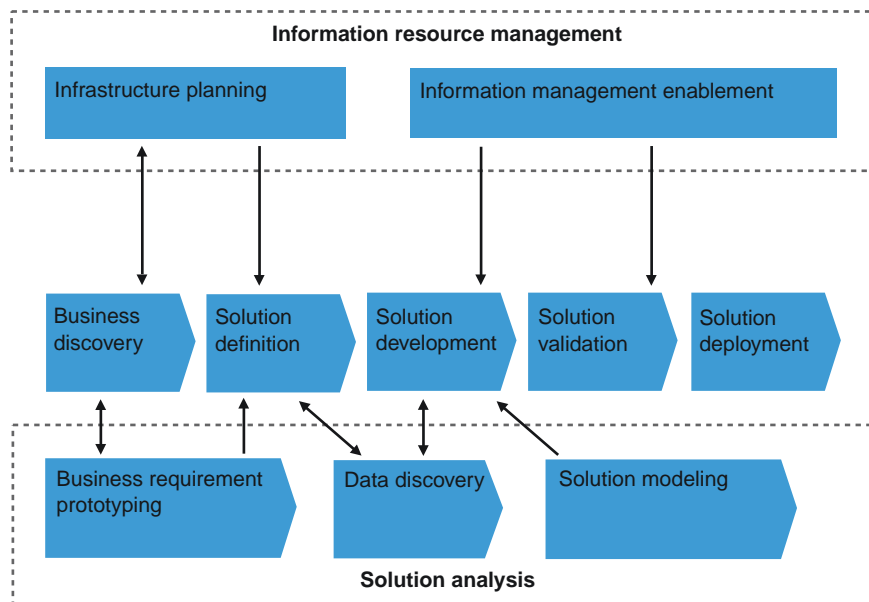 Information resource management
Infrastructure planning
Information management enablement
Business
discovery
Solution
definition
Solution
development
Solution
validation
Solution
deployment
Business requirement
prototyping
Data discovery
Solution modeling
Solution analysis